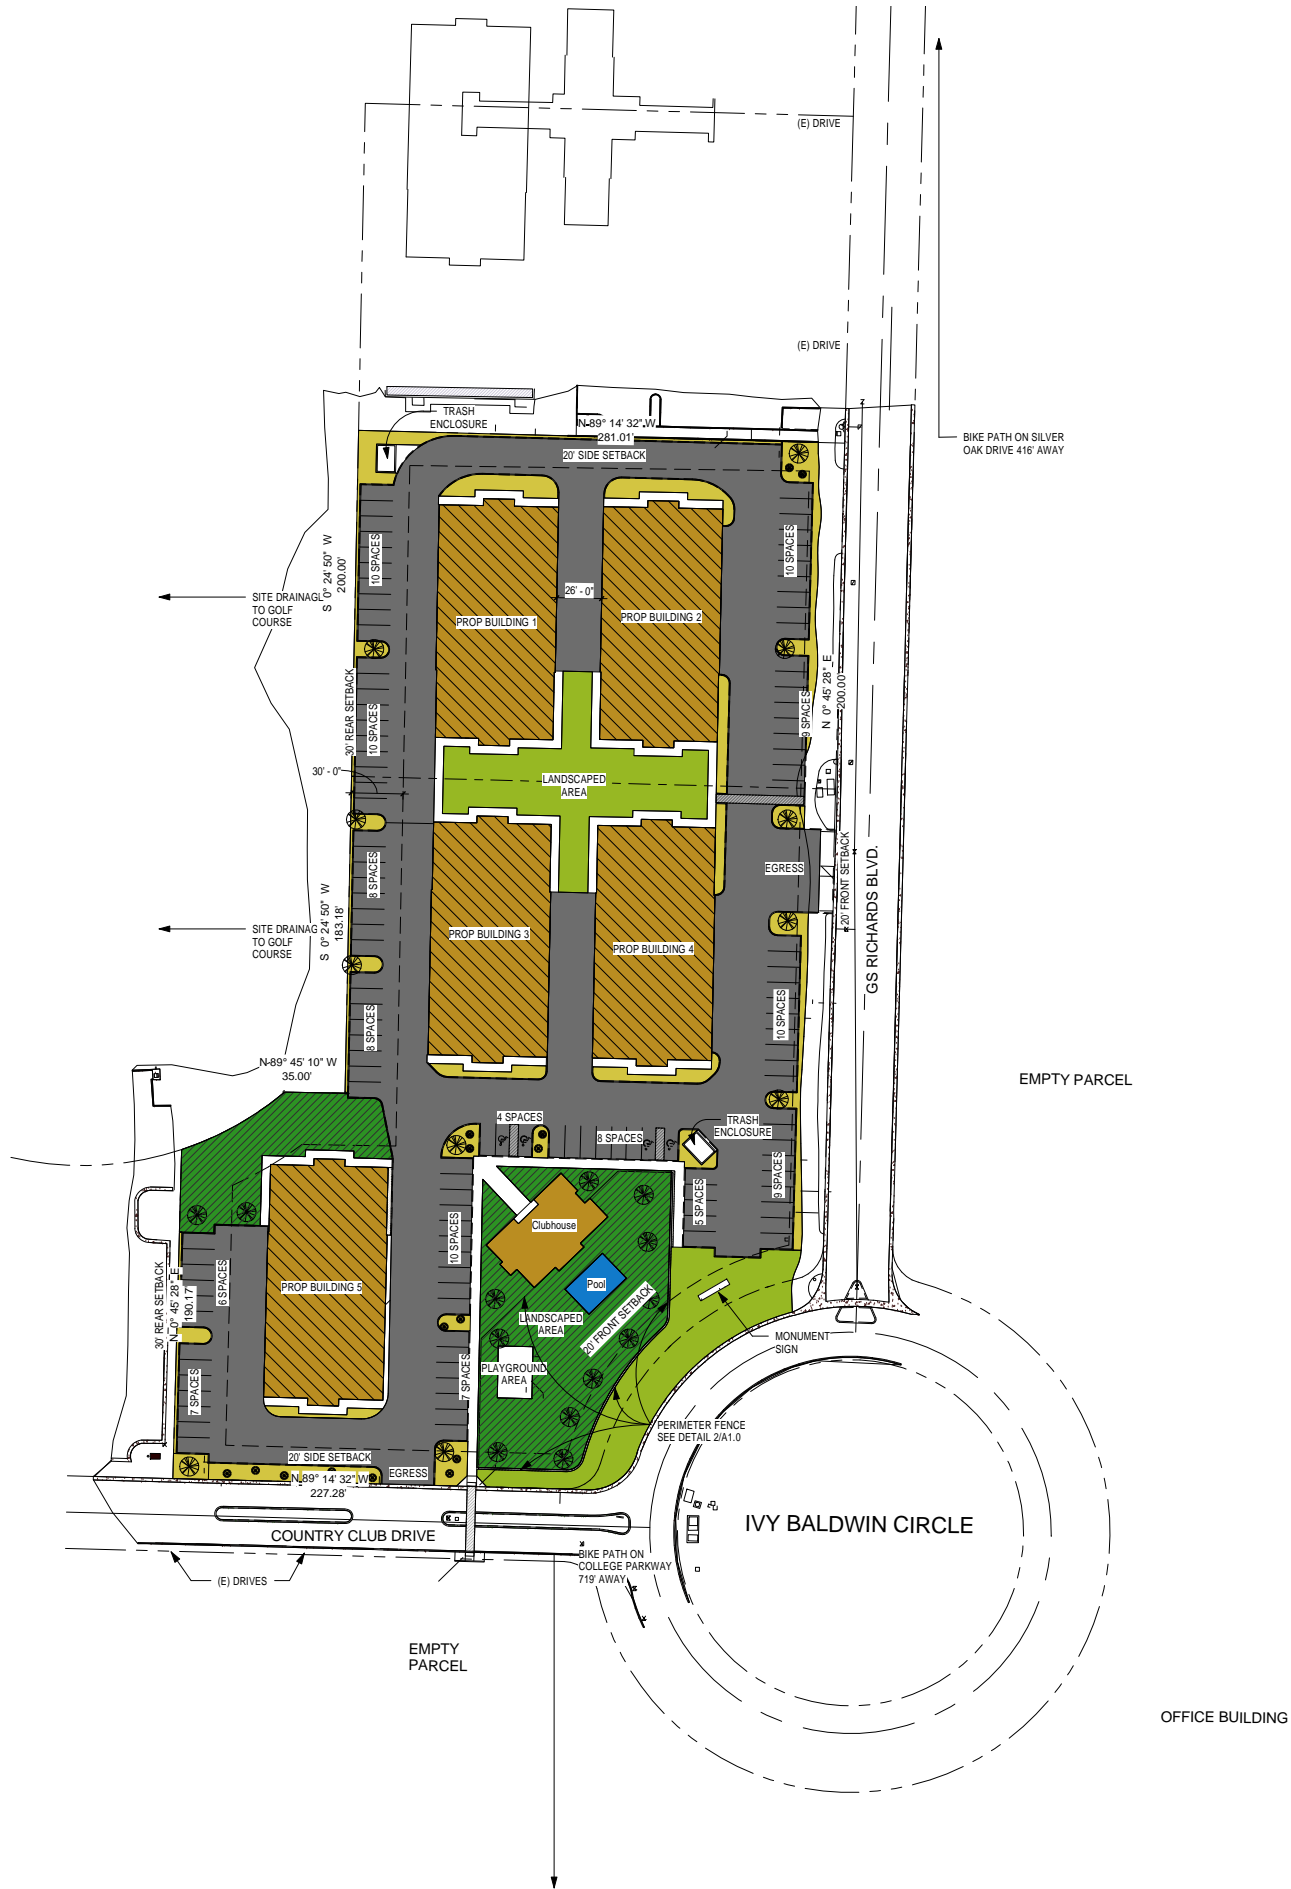 (E) DRIVE
(E) DRIVE
BIKE PATH ON SILVER
OAK DRIVE 416' AWAY
TRASH
ENCLOSURE
N 89° 14' 32" W
281.01'
20' SIDE SETBACK
10 SPACES
10 SPACES
S 0° 24' 50" W
200.00'
SITE DRAINAGE
TO GOLF
COURSE
26' - 0"
PROP BUILDING 1
PROP BUILDING 2
30' REAR SETBACK
10 SPACES
9 SPACES
N 0° 45' 28" E
200.00'
30' - 0"
LANDSCAPED
AREA
8 SPACES
EGRESS
20' FRONT SETBACK
GS RICHARDS BLVD.
S 0° 24' 50" W
183.18'
SITE DRAINAG
TO GOLF
COURSE
PROP BUILDING 3
PROP BUILDING 4
8 SPACES
10 SPACES
N 89° 45' 10" W
35.00'
EMPTY PARCEL
4 SPACES
8 SPACES
TRASH
ENCLOSURE
9 SPACES
5 SPACES
10 SPACES
Clubhouse
Pool
PROP BUILDING 5
6 SPACES
30' REAR SETBACK
N 0° 45' 28" E
190.17'
LANDSCAPED
AREA
20' FRONT SETBACK
MONUMENT
SIGN
PLAYGROUND
AREA
7 SPACES
7 SPACES
PERIMETER FENCE
SEE DETAIL 2/A1.0
20' SIDE SETBACK
EGRESS
N 89° 14' 32" W
227.28'
COUNTRY CLUB DRIVE
IVY BALDWIN CIRCLE
BIKE PATH ON
COLLEGE PARKWAY
719' AWAY
(E) DRIVES
EMPTY
PARCEL
OFFICE BUILDING